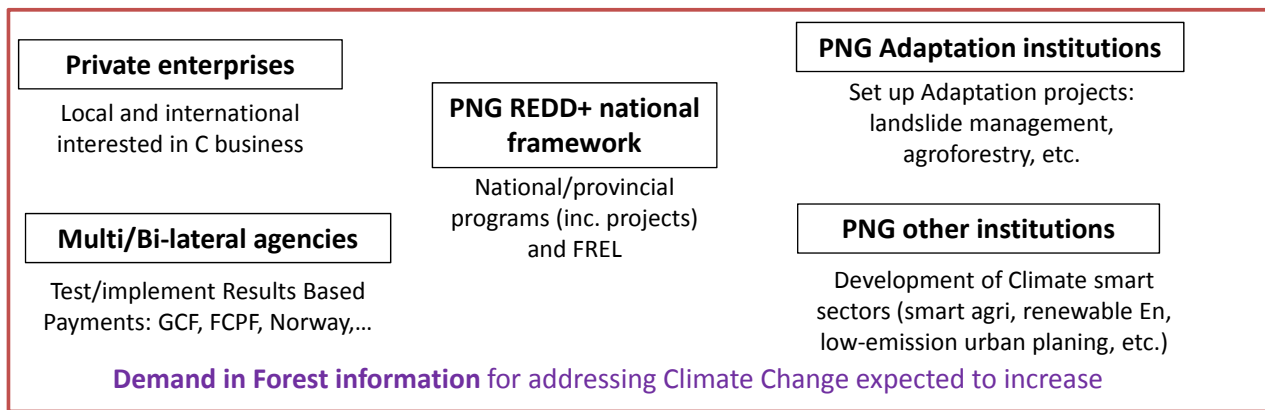 Private enterprises
Local and international
interested in C business
Multi/Bi-lateral agencies
Test/implement Results Based
Payments: GCF, FCPF, Norway,...
PNG REDD+ national
framework
National/provincial
programs (inc. projects)
and FREL
PNG Adaptation institutions
Set up Adaptation projects:
landslide management,
agroforestry, etc.
PNG other institutions
Development of Climate smart
sectors (smart agri, renewable En,
low-emission urban planing, etc.)
Demand in Forest information for addressing Climate Change expected to increase